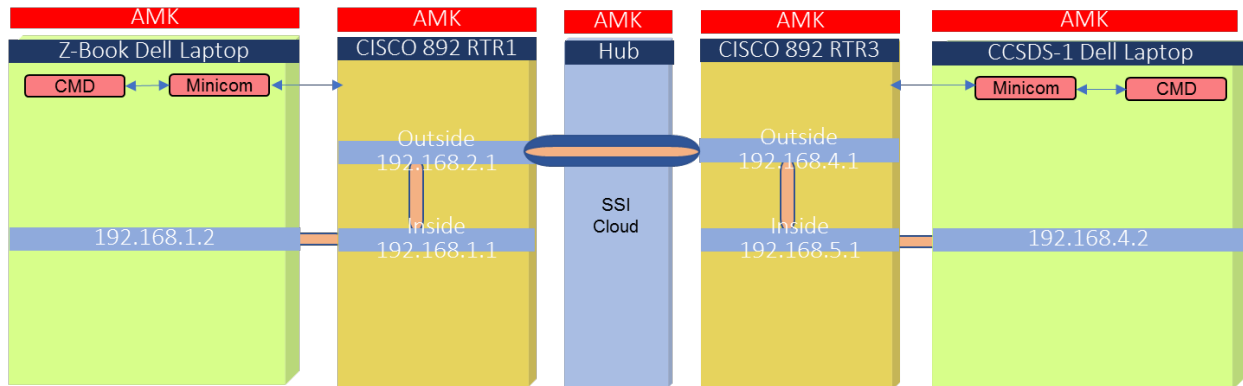 AMK
AMK
AMK
AMK
AMK
Z-Book Dell Laptop
CISCO 892 RTR1
Hub
CISCO 892 RTR3
CCSDS-1 Dell Laptop
CMD
Minicom
Minicom
CMD
Outside
192.168.2.1
Outside
192.168.4.1
SSI
Cloud
192.168.1.2
Inside
192.168.1.1
Inside
192.168.5.1
192.168.4.2